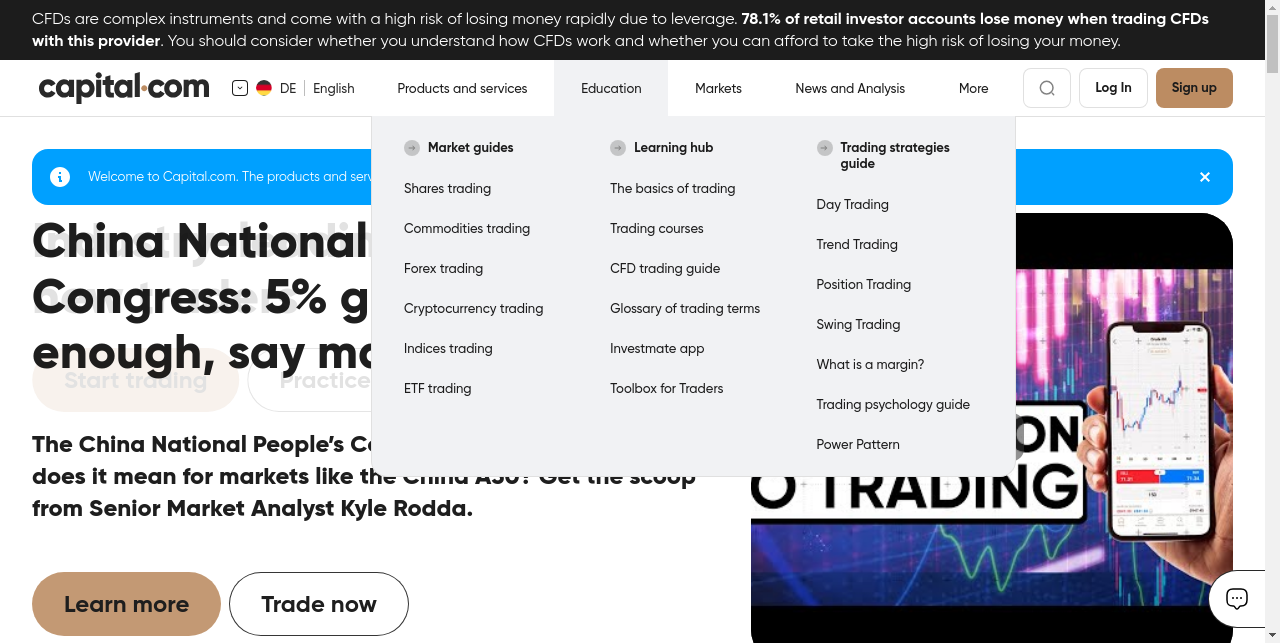 CFDs are complex instruments and come with a high risk of losing money rapidly due to leverage. 78.1% of retail investor accounts lose money when trading CFDs
with this provider. You should consider whether you understand how CFDs work and whether you can afford to take the high risk of losing your money.
capital.com
DE
English
Products and services
Education
Markets
News and Analysis
More
Log In
Sign up
Market guides
Shares trading
Commodities trading
Forex trading
Cryptocurrency trading
Indices trading
ETF trading
Learning hub
The basics of trading
Trading courses
CFD trading guide
Glossary of trading terms
Investmate app
Toolbox for Traders
Trading strategies
guide
Day Trading
Trend Trading
Position Trading
Swing Trading
What is a margin?
Trading psychology guide
Power Pattern
Welcome to Capital.com. The products and
China National
Congress: 5%
enough, say
Start trading
Practice
The China National People's
does it mean for markets like the China A50? Get the scoop
from Senior Market Analyst Kyle Rodda.
Learn more
Trade now
ON
O TRADING